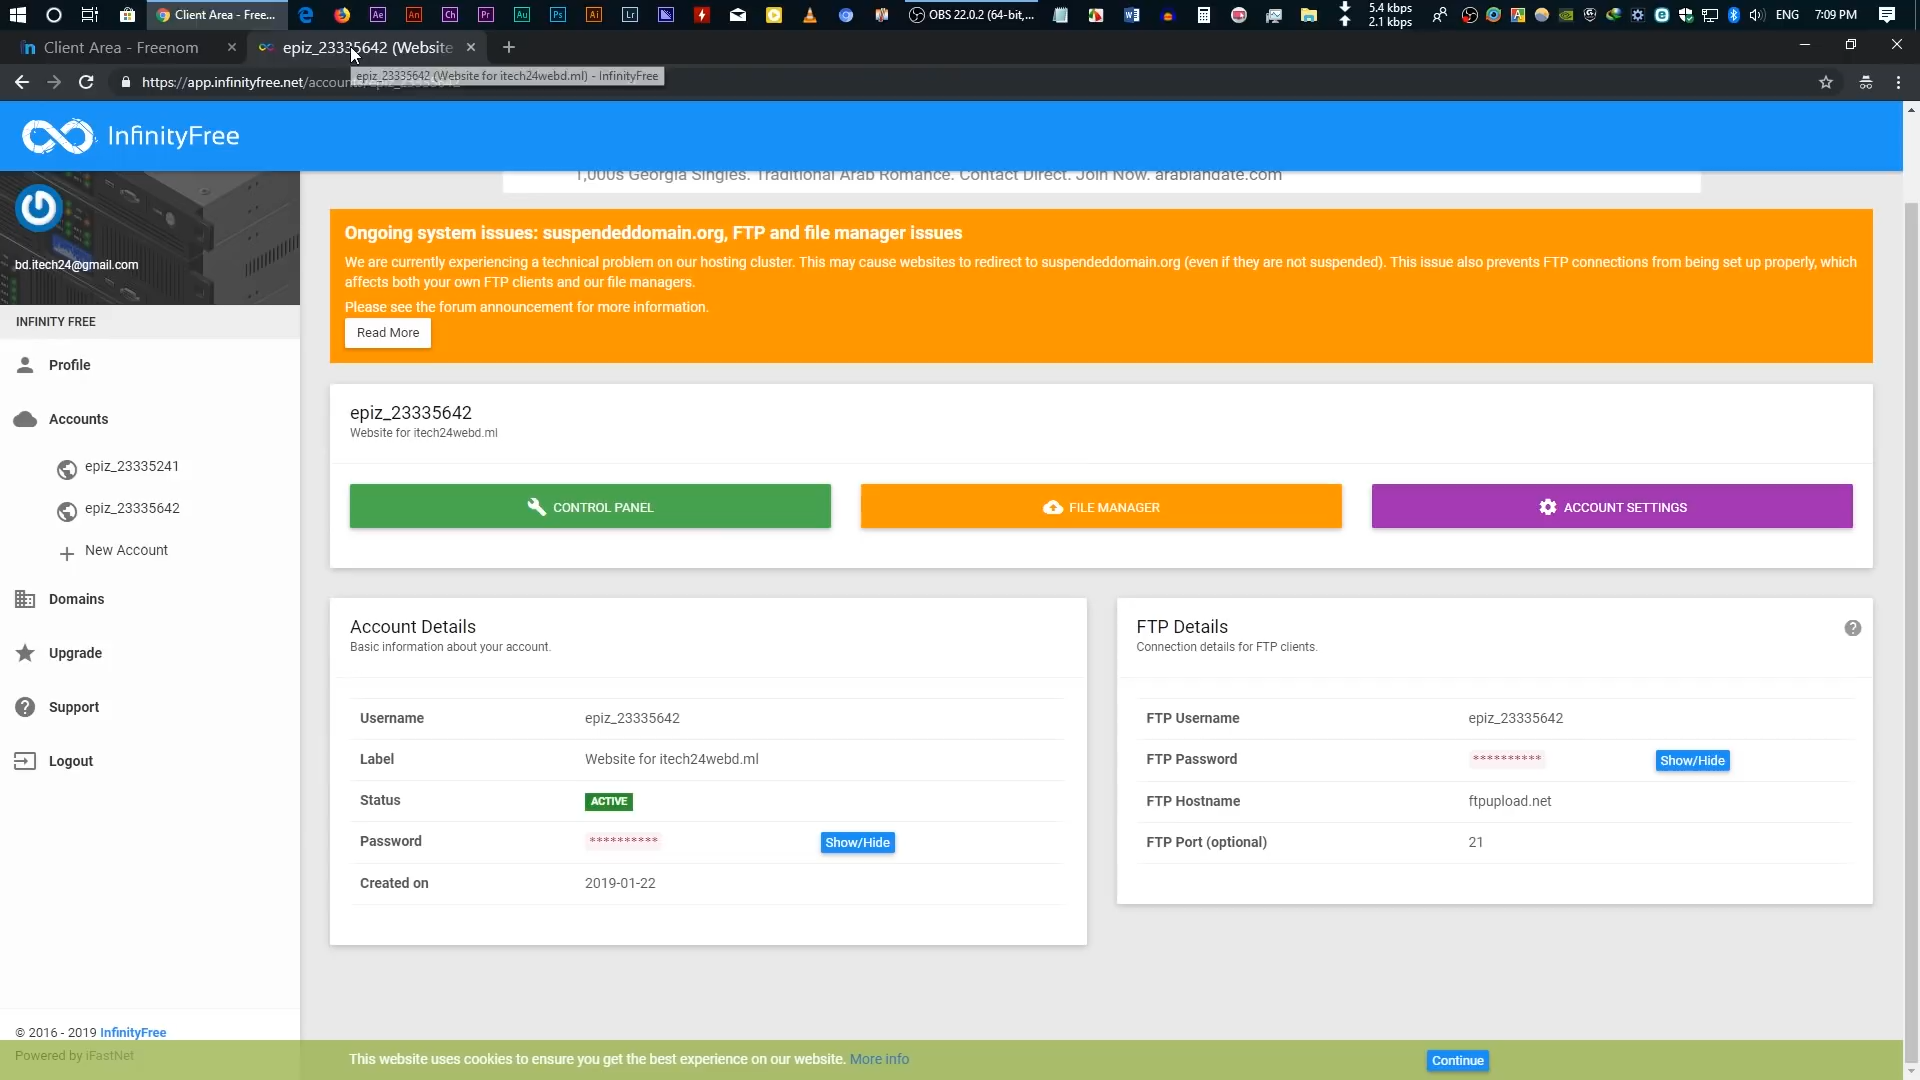 Client Area - Free...
OBS 22.0.2 (64-bit,...
5.4 kbps
2.1 kbps
ENG
7:09 PM
Client Area - Freenom
epiz_23335642 (Website
https://app.infinityfree.net/accounts/epiz_23335642
epiz_23335642 (Website for itech24webd.ml) - InfinityFree
InfinityFree
1,000s Georgia Singles. Traditional Arab Romance. Contact Direct. Join Now. arabiandate.com
bd.itech24@gmail.com
INFINITY FREE
Profile
Accounts
epiz_23335241
epiz_23335642
New Account
Domains
Upgrade
Support
Logout
Ongoing system issues: suspendeddomain.org, FTP and file manager issues
We are currently experiencing a technical problem on our hosting cluster. This may cause websites to redirect to suspendeddomain.org (even if they are not suspended). This issue also prevents FTP connections from being set up properly, which
affects both your own FTP clients and our file managers.
Please see the forum announcement for more information.
Read More
epiz_23335642
Website for itech24webd.ml
CONTROL PANEL
FILE MANAGER
ACCOUNT SETTINGS
Account Details
Basic information about your account.
Username epiz_23335642
Label Website for itech24webd.ml
Status ACTIVE
Password ********** Show/Hide
Created on 2019-01-22
FTP Details
Connection details for FTP clients.
FTP Username epiz_23335642
FTP Password ********** Show/Hide
FTP Hostname ftpupload.net
FTP Port (optional) 21
© 2016 - 2019 InfinityFree
Powered by iFastNet
This website uses cookies to ensure you get the best experience on our website. More info
Continue